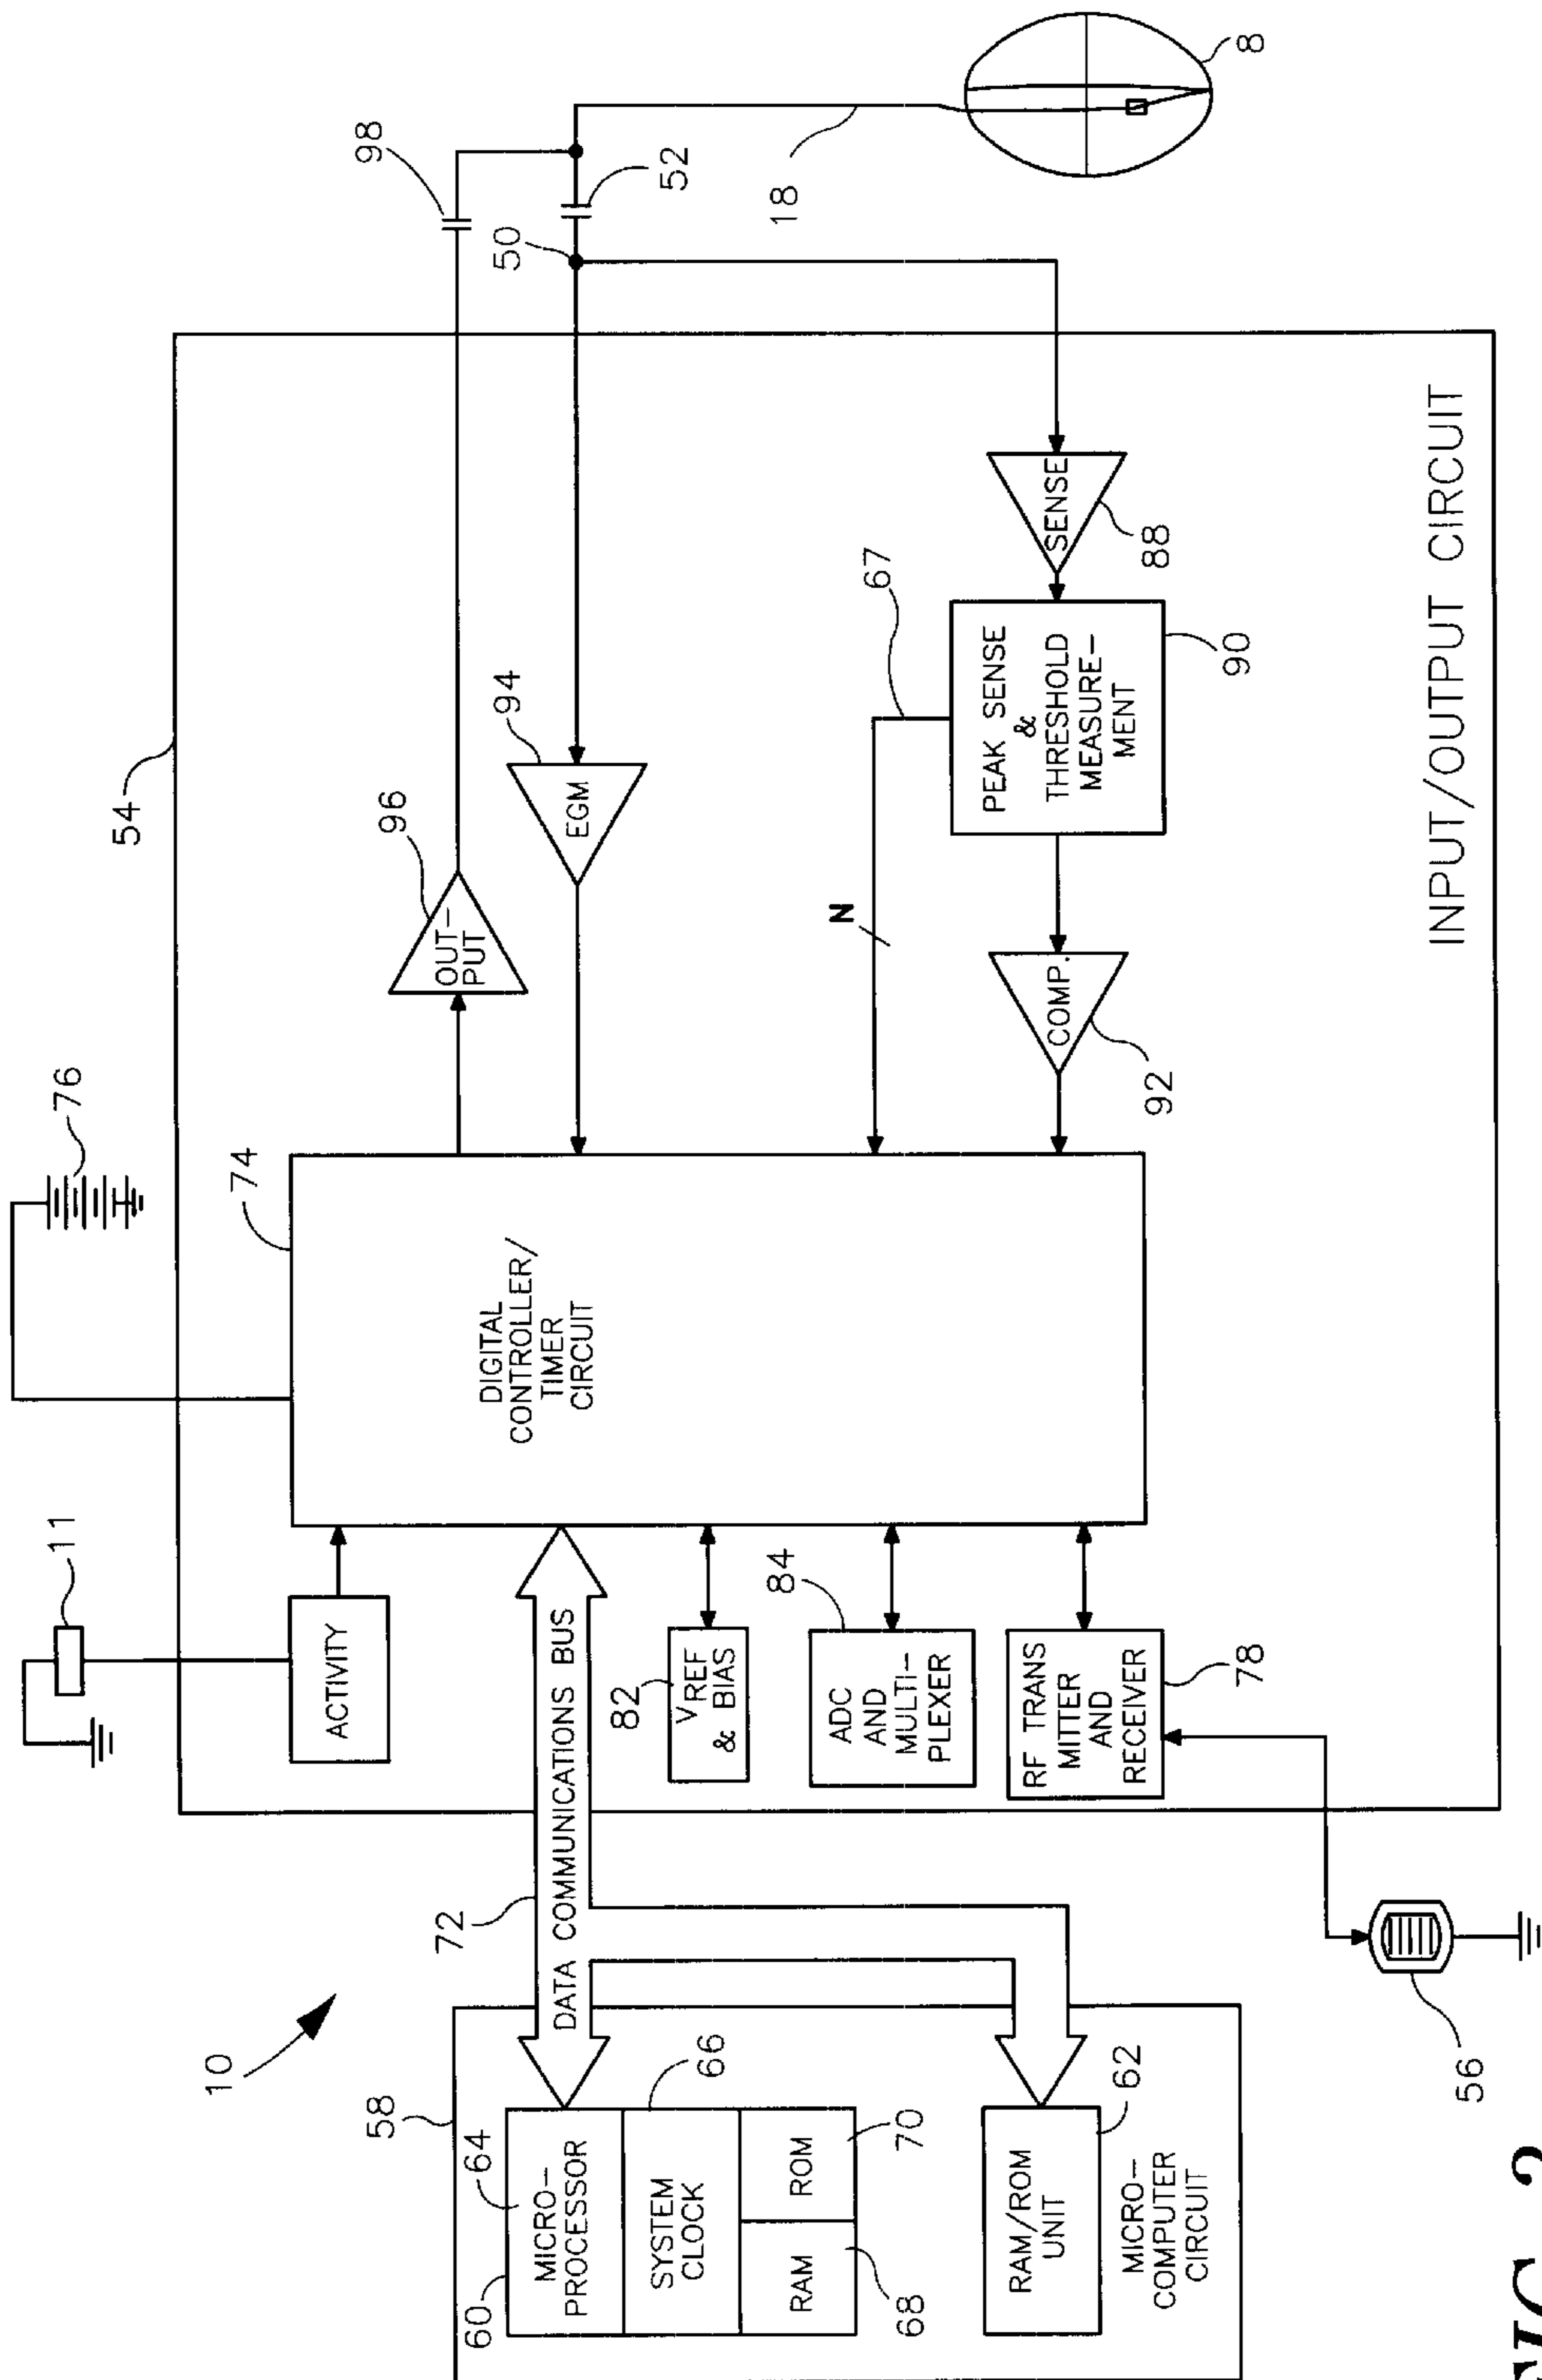 10
58
60
64
MICRO-
PROCESSOR
66
SYSTEM
CLOCK
RAM
68
ROM
70
RAM/ROM
UNIT
62
MICRO-
COMPUTER
CIRCUIT
72
DATA COMMUNICATIONS BUS
56
11
ACTIVITY
82
VREF
& BIAS
84
ADC
AND
MULTI-
PLEXER
RF TRANS
MITTER
AND
RECEIVER
78
76
74
DIGITAL
CONTROLLER/
TIMER
CIRCUIT
54
96
OUT-
PUT
94
EGM
N
67
COMP.
92
PEAK SENSE
&
THRESHOLD
MEASURE-
MENT
90
SENSE
88
INPUT/OUTPUT CIRCUIT
98
50
52
18
8